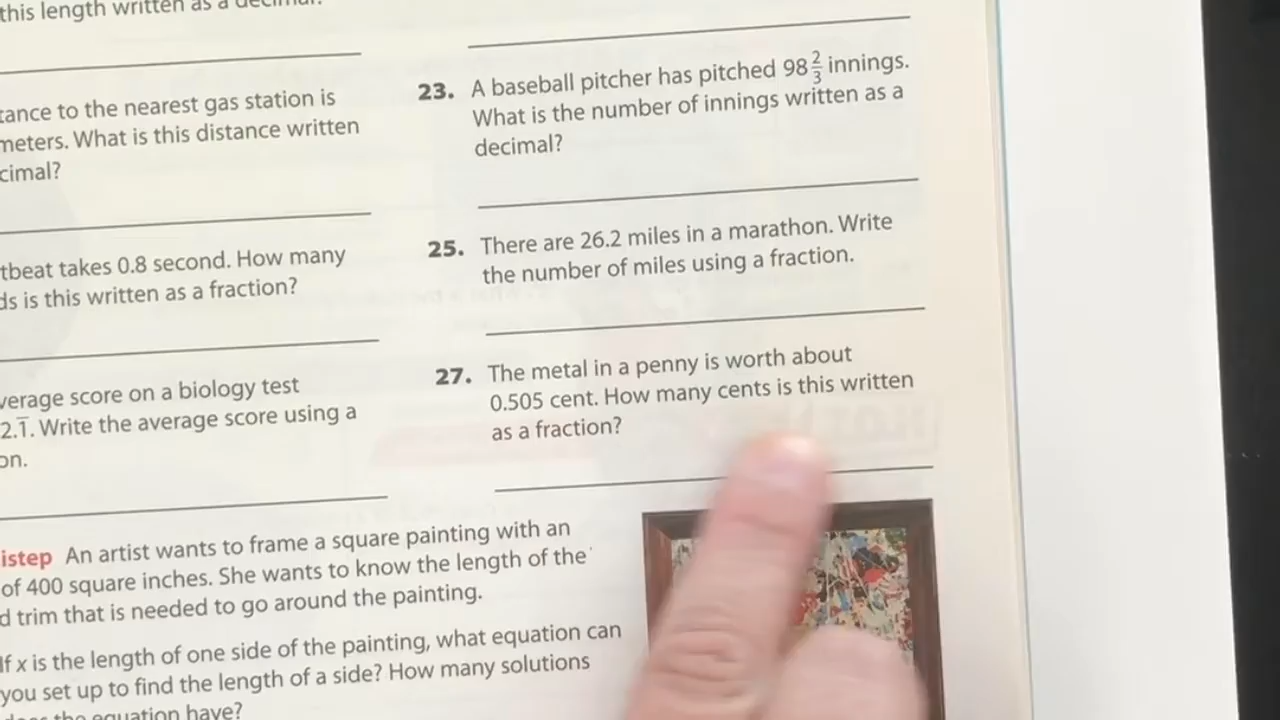 this length written as a decimal.
tance to the nearest gas station is
meters. What is this distance written
cimal?
tbeat takes 0.8 second. How many
ds is this written as a fraction?
verage score on a biology test
2.1̅. Write the average score using a
on.
23. A baseball pitcher has pitched 98 2/3 innings.
What is the number of innings written as a
decimal?
25. There are 26.2 miles in a marathon. Write
the number of miles using a fraction.
27. The metal in a penny is worth about
0.505 cent. How many cents is this written
as a fraction?
istep An artist wants to frame a square painting with an
of 400 square inches. She wants to know the length of the
d trim that is needed to go around the painting.
If x is the length of one side of the painting, what equation can
you set up to find the length of a side? How many solutions
the equation have?